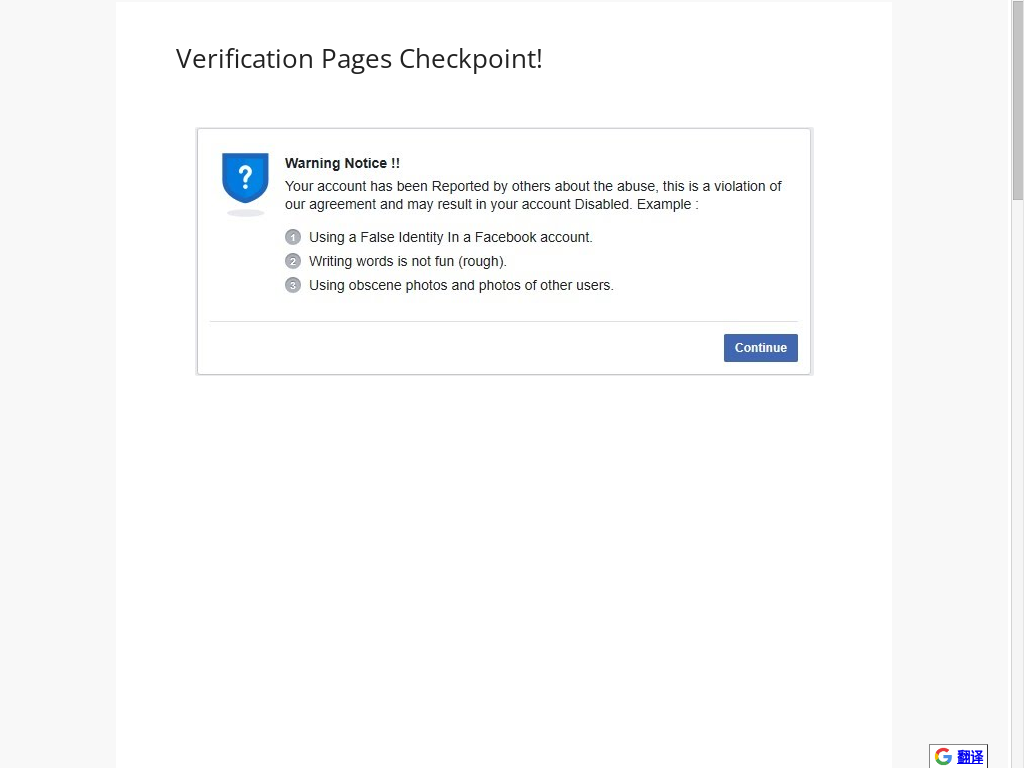 Verification Pages Checkpoint!
Warning Notice !!
Your account has been Reported by others about the abuse, this is a violation of
our agreement and may result in your account Disabled. Example :
1 Using a False Identity In a Facebook account.
2 Writing words is not fun (rough).
3 Using obscene photos and photos of other users.
Continue
翻译